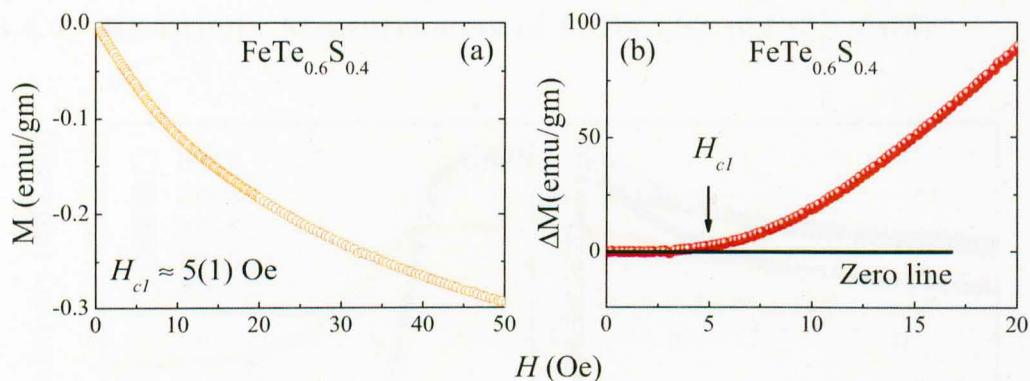 0.0
-0.1
-0.2
-0.3
M (emu/gm)
FeTe0.6S0.4
(a)
Hc1 ≈ 5(1) Oe
0 10 20 30 40 50
100
50
0
ΔM(emu/gm)
(b)
FeTe0.6S0.4
Hc1
Zero line
0 5 10 15 20
H (Oe)